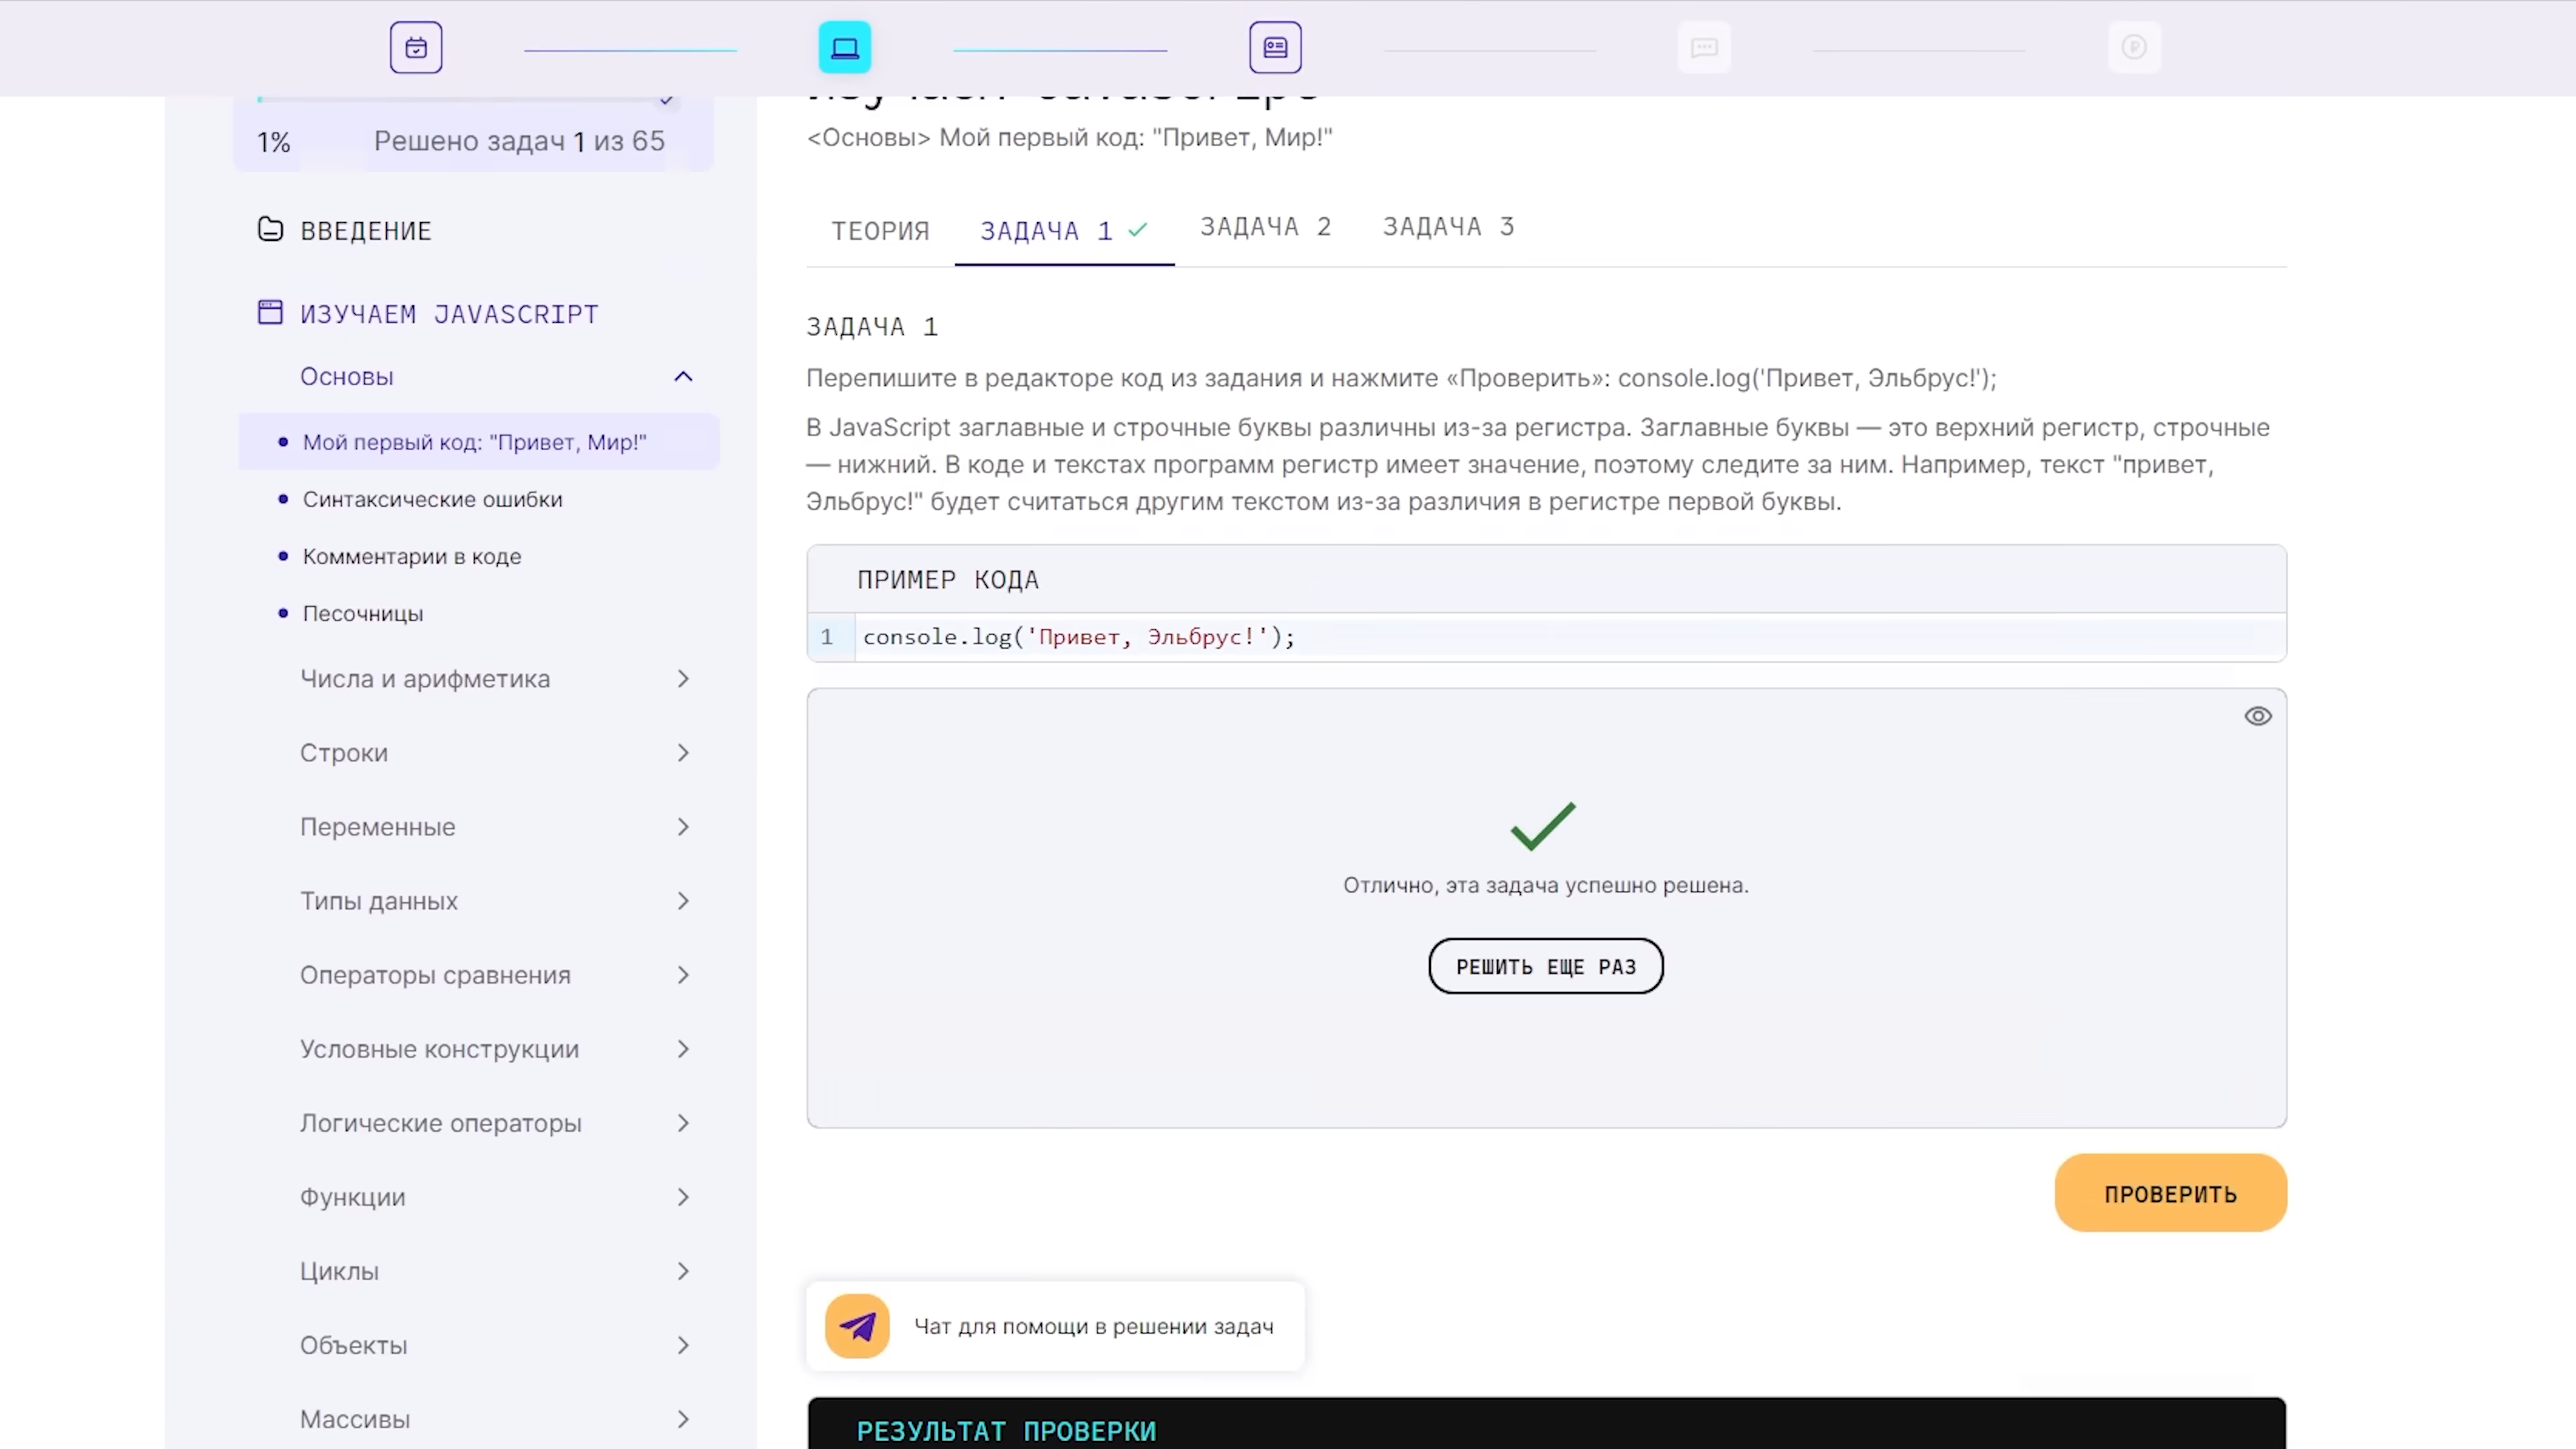 Изучаем JavaScript
1%
Решено задач 1 из 65
<Основы> Мой первый код: "Привет, Мир!"
ВВЕДЕНИЕ
ИЗУЧАЕМ JAVASCRIPT
Основы
Мой первый код: "Привет, Мир!"
Синтаксические ошибки
Комментарии в коде
Песочницы
Числа и арифметика
Строки
Переменные
Типы данных
Операторы сравнения
Условные конструкции
Логические операторы
Функции
Циклы
Объекты
Массивы
ТЕОРИЯ
ЗАДАЧА 1
ЗАДАЧА 2
ЗАДАЧА 3
ЗАДАЧА 1
Перепишите в редакторе код из задания и нажмите «Проверить»: console.log('Привет, Эльбрус!');
В JavaScript заглавные и строчные буквы различны из-за регистра. Заглавные буквы — это верхний регистр, строчные
— нижний. В коде и текстах программ регистр имеет значение, поэтому следите за ним. Например, текст "привет,
Эльбрус!" будет считаться другим текстом из-за различия в регистре первой буквы.
ПРИМЕР КОДА
1 console.log('Привет, Эльбрус!');
Отлично, эта задача успешно решена.
РЕШИТЬ ЕЩЕ РАЗ
ПРОВЕРИТЬ
Чат для помощи в решении задач
РЕЗУЛЬТАТ ПРОВЕРКИ